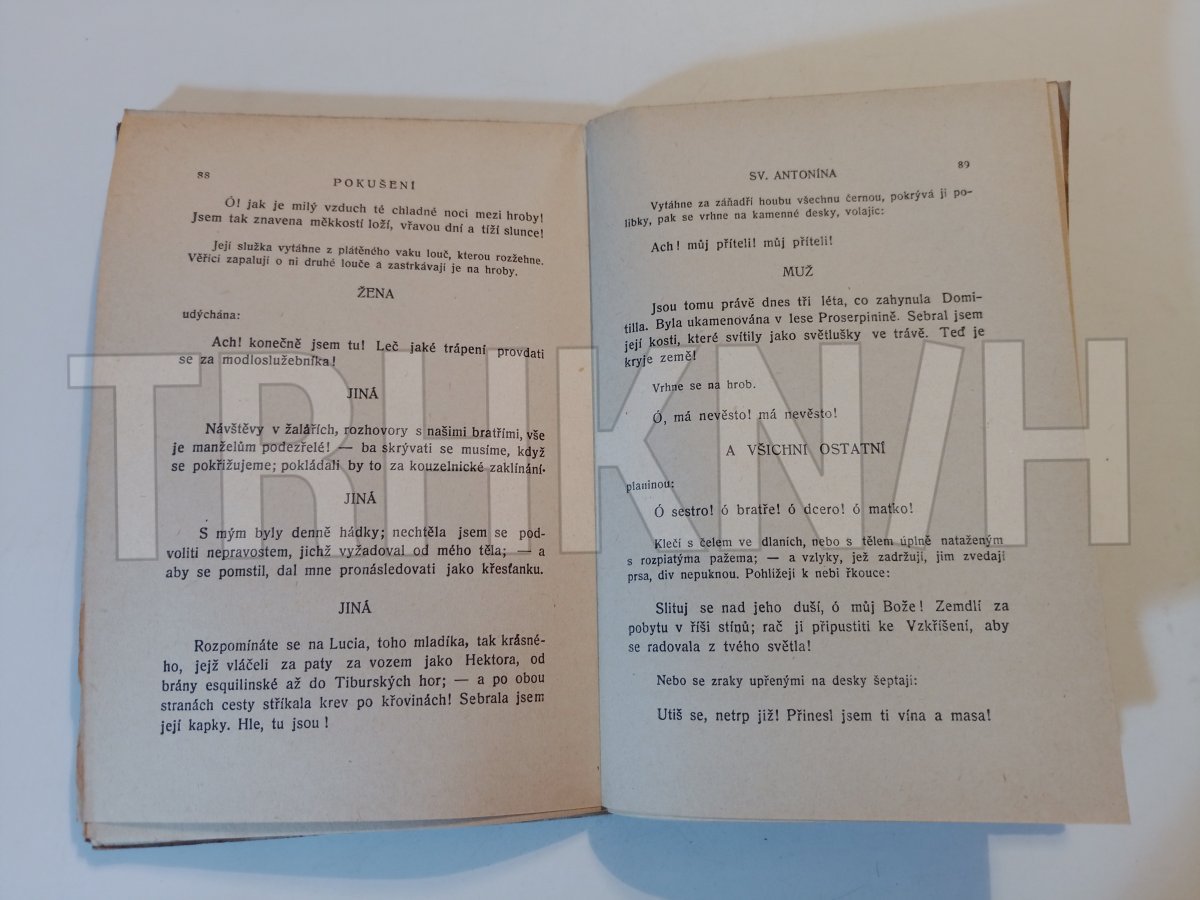 88
POKUŠENÍ
Ó! jak je milý vzduch té chladné noci mezi hroby!
Jsem tak znavena měkkostí loží, vřavou dní a tíží slunce!
Její služka vytáhne z plátěného vaku louč, kterou rozžehne.
Věřící zapalují o ni druhé louče a zastrkávají je na hroby.
ŽENA
udýchána:
Ach! konečně jsem tu! Leč jaké trápení provdati
se za modloslužebníka!
JINÁ
Návštěvy v žalářích, rozhovory s našimi bratřími, vše
je manželům podezřelé! — ba skrývati se musíme, když
se pokřižujeme; pokládali by to za kouzelnické zaklínání.
JINÁ
S mým byly denně hádky; nechtěla jsem se pod-
voliti nepravostem, jichž vyžadoval od mého těla; — a
aby se pomstil, dal mne pronásledovati jako křesťanku.
JINÁ
Rozpomínáte se na Lucia, toho mladíka, tak krásné-
ho, jejž vláčeli za paty za vozem jako Hektora, od
brány esquilinské až do Tiburských hor; — a po obou
stranách cesty stříkala krev po křovinách! Sebrala jsem
její kapky. Hle, tu jsou!
89
SV. ANTONÍNA
Vytáhne za záňadří houbu všechnu černou, pokrývá ji po-
libky, pak se vrhne na kamenné desky, volajíc:
Ach! můj příteli! můj příteli!
MUŽ
Jsou tomu právě dnes tři léta, co zahynula Domi-
tilla. Byla ukamenována v lese Proserpinině. Sebral jsem
její kosti, které svítily jako světlušky ve trávě. Teď je
kryje země!
Vrhne se na hrob.
Ó, má nevěsto! má nevěsto!
A VŠICHNI OSTATNÍ
planinou:
Ó sestro! ó bratře! ó dcero! ó matko!
Klečí s čelem ve dlaních, nebo s tělem úplně nataženým
s rozpiatýma pažema; — a vzlyky, jež zadržují, jim zvedají
prsa, div nepuknou. Pohlížejí k nebi řkouce:
Slituj se nad jeho duší, ó můj Bože! Zemdlí za
pobytu v říši stínů; rač ji připustiti ke Vzkříšení, aby
se radovala z tvého světla!
Nebo se zraky upřenými na desky šeptají:
Utiš se, netrp již! Přinesl jsem ti vína a masa!
TRHKN/H